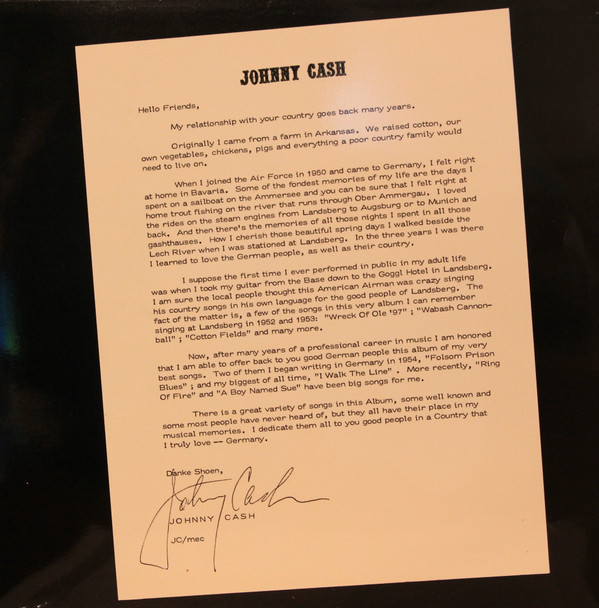 JOHNNY CASH
Hello Friends,
My relationship with your country goes back many years.
Originally I came from a farm in Arkansas. We raised cotton, our
own vegetables, chickens, pigs and everything a poor country family would
need to live on.
When I joined the Air Force in 1950 and came to Germany, I felt right
at home in Bavaria. Some of the fondest memories of my life are the days I
spent on a sailboat on the Ammersee and you can be sure that I felt right at
home trout fishing on the river that runs through Ober Ammergau. I loved
the rides on the steam engines from Landsberg to Augsburg or to Munich and
back. And then there's the memories of all those nights I spent in all those
gashthauses. How I cherish those beautiful spring days I walked beside the
Lech River when I was stationed at Landsberg. In the three years I was there
I learned to love the German people, as well as their country.
I suppose the first time I ever performed in public in my adult life
was when I took my guitar from the Base down to the Goggl Hotel in Landsberg.
I am sure the local people thought this American Airman was crazy singing
his country songs in his own language for the good people of Landsberg. The
fact of the matter is, a few of the songs in this very album I can remember
singing at Landsberg in 1952 and 1953: "Wreck Of Ole '97" ; "Wabash Cannon-
ball" ; "Cotton Fields" and many more.
Now, after many years of a professional career in music I am honored
that I am able to offer back to you good German people this album of my very
best songs. Two of them I began writing in Germany in 1954, "Folsom Prison
Blues" ; and my biggest of all time, "I Walk The Line" . More recently, "Ring
Of Fire" and "A Boy Named Sue" have been big songs for me.
There is a great variety of songs in this Album, some well known and
some most people have never heard of, but they all have their place in my
musical memories. I dedicate them all to you good people in a Country that
I truly love -- Germany.
Danke Shoen,
Johnny Cash
JOHNNY CASH
JC/mec